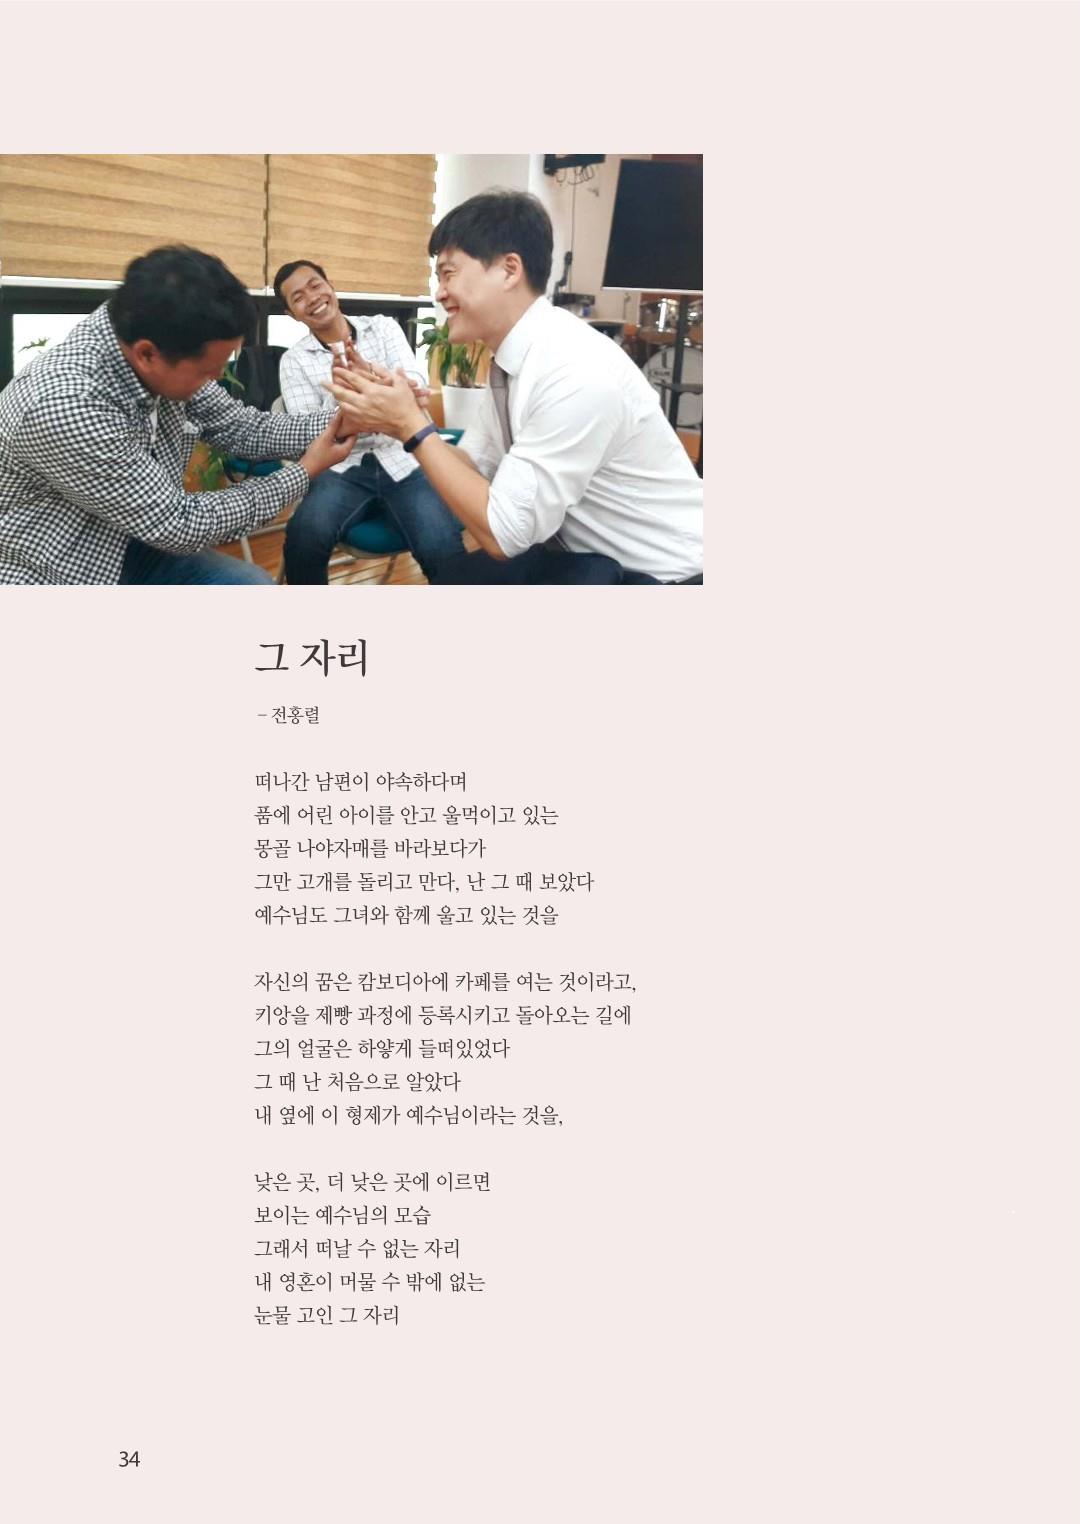 그 자리
– 전홍렬
떠나간 남편이 야속하다며
품에 어린 아이를 안고 울먹이고 있는
몽골 나야자매를 바라보다가
그만 고개를 돌리고 만다, 난 그 때 보았다
예수님도 그녀와 함께 울고 있는 것을
자신의 꿈은 캄보디아에 카페를 여는 것이라고,
키앙을 제빵 과정에 등록시키고 돌아오는 길에
그의 얼굴은 하얗게 들떠있었다
그 때 난 처음으로 알았다
내 옆에 이 형제가 예수님이라는 것을,
낮은 곳, 더 낮은 곳에 이르면
보이는 예수님의 모습
그래서 떠날 수 없는 자리
내 영혼이 머물 수 밖에 없는
눈물 고인 그 자리
34